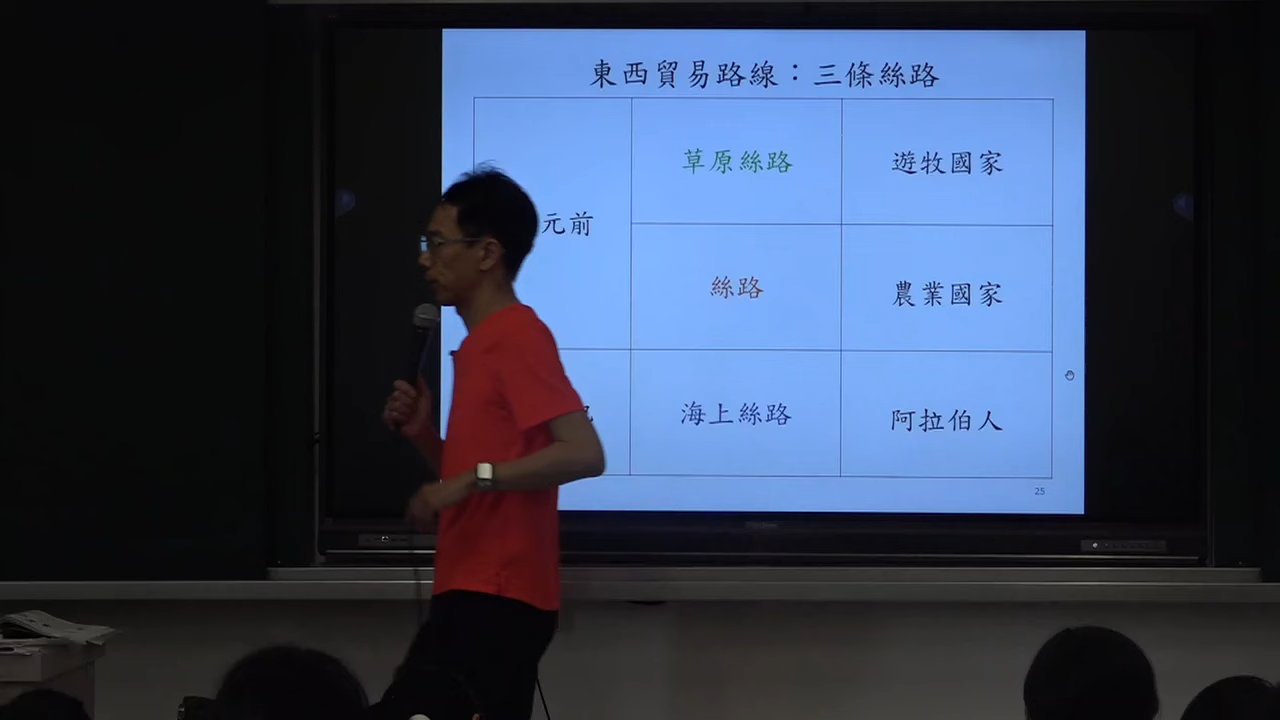 東西貿易路線：三條絲路
草原絲路 遊牧國家
元前
絲路 農業國家
海上絲路 阿拉伯人
25